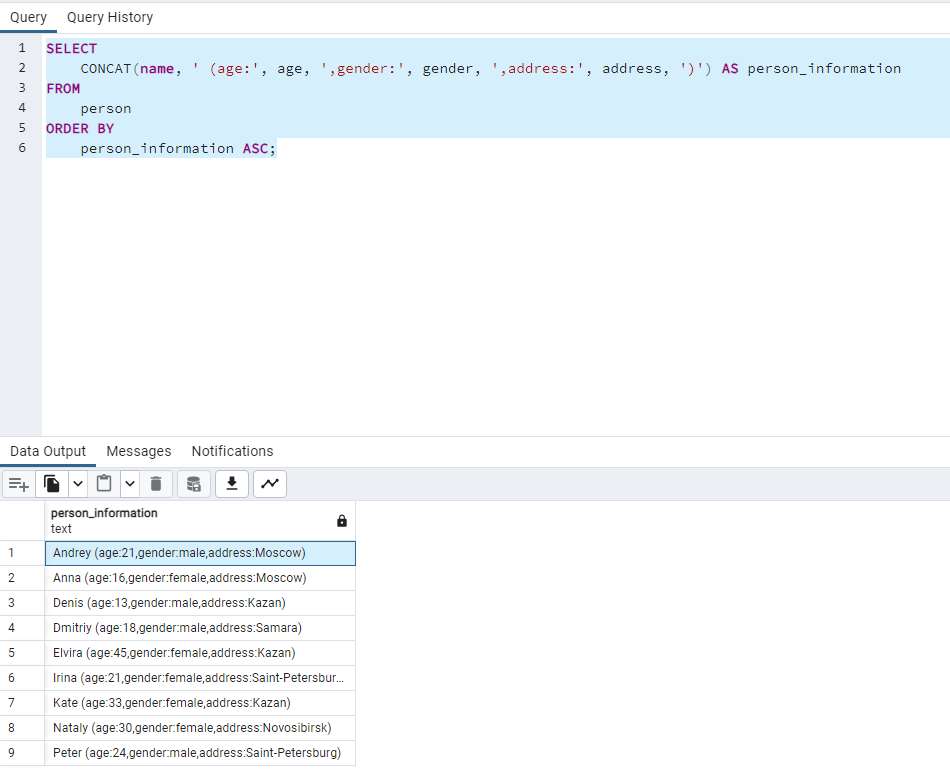 Query Query History
1 SELECT
2 CONCAT(name, ' (age:', age, ',gender:', gender, ',address:', address, ')') AS person_information
3 FROM
4 person
5 ORDER BY
6 person_information ASC;
Data Output Messages Notifications
person_information
text
1 Andrey (age:21,gender:male,address:Moscow)
2 Anna (age:16,gender:female,address:Moscow)
3 Denis (age:13,gender:male,address:Kazan)
4 Dmitriy (age:18,gender:male,address:Samara)
5 Elvira (age:45,gender:female,address:Kazan)
6 Irina (age:21,gender:female,address:Saint-Petersbur...
7 Kate (age:33,gender:female,address:Kazan)
8 Nataly (age:30,gender:female,address:Novosibirsk)
9 Peter (age:24,gender:male,address:Saint-Petersburg)